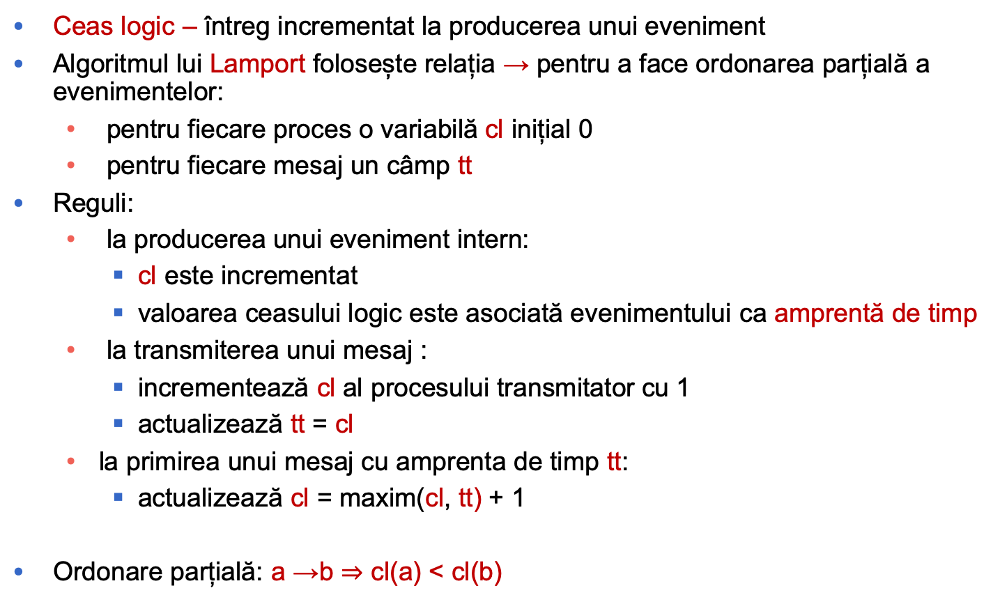 • Ceas logic – întreg incrementat la producerea unui eveniment
• Algoritmul lui Lamport folosește relația → pentru a face ordonarea parțială a
evenimentelor:
• pentru fiecare proces o variabilă cl inițial 0
• pentru fiecare mesaj un câmp tt
• Reguli:
• la producerea unui eveniment intern:
▪ cl este incrementat
▪ valoarea ceasului logic este asociată evenimentului ca amprentă de timp
• la transmiterea unui mesaj :
▪ incrementează cl al procesului transmitator cu 1
▪ actualizează tt = cl
• la primirea unui mesaj cu amprenta de timp tt:
▪ actualizează cl = maxim(cl, tt) + 1
• Ordonare parțială: a →b ⇒ cl(a) < cl(b)